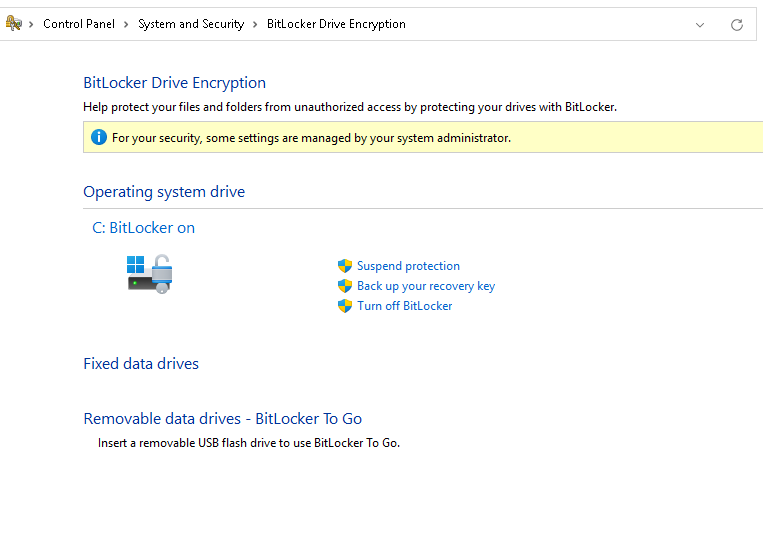 Control Panel > System and Security > BitLocker Drive Encryption
BitLocker Drive Encryption
Help protect your files and folders from unauthorized access by protecting your drives with BitLocker.
For your security, some settings are managed by your system administrator.
Operating system drive
C: BitLocker on
Suspend protection
Back up your recovery key
Turn off BitLocker
Fixed data drives
Removable data drives - BitLocker To Go
Insert a removable USB flash drive to use BitLocker To Go.